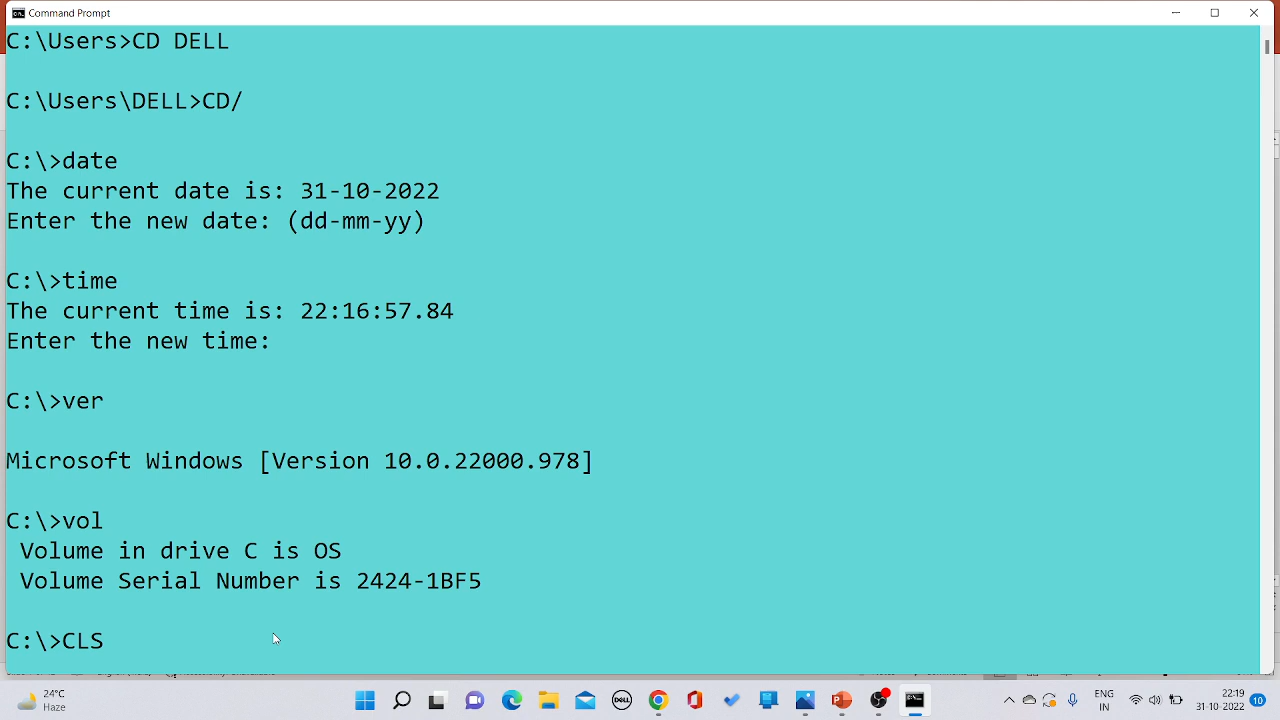 Command Prompt
C:\Users>CD DELL
C:\Users\DELL>CD/
C:\>date
The current date is: 31-10-2022
Enter the new date: (dd-mm-yy)
C:\>time
The current time is: 22:16:57.84
Enter the new time:
C:\>ver
Microsoft Windows [Version 10.0.22000.978]
C:\>vol
Volume in drive C is OS
Volume Serial Number is 2424-1BF5
C:\>CLS
24°C
Haze
DELL
ENG
IN
22:19
31-10-2022
10